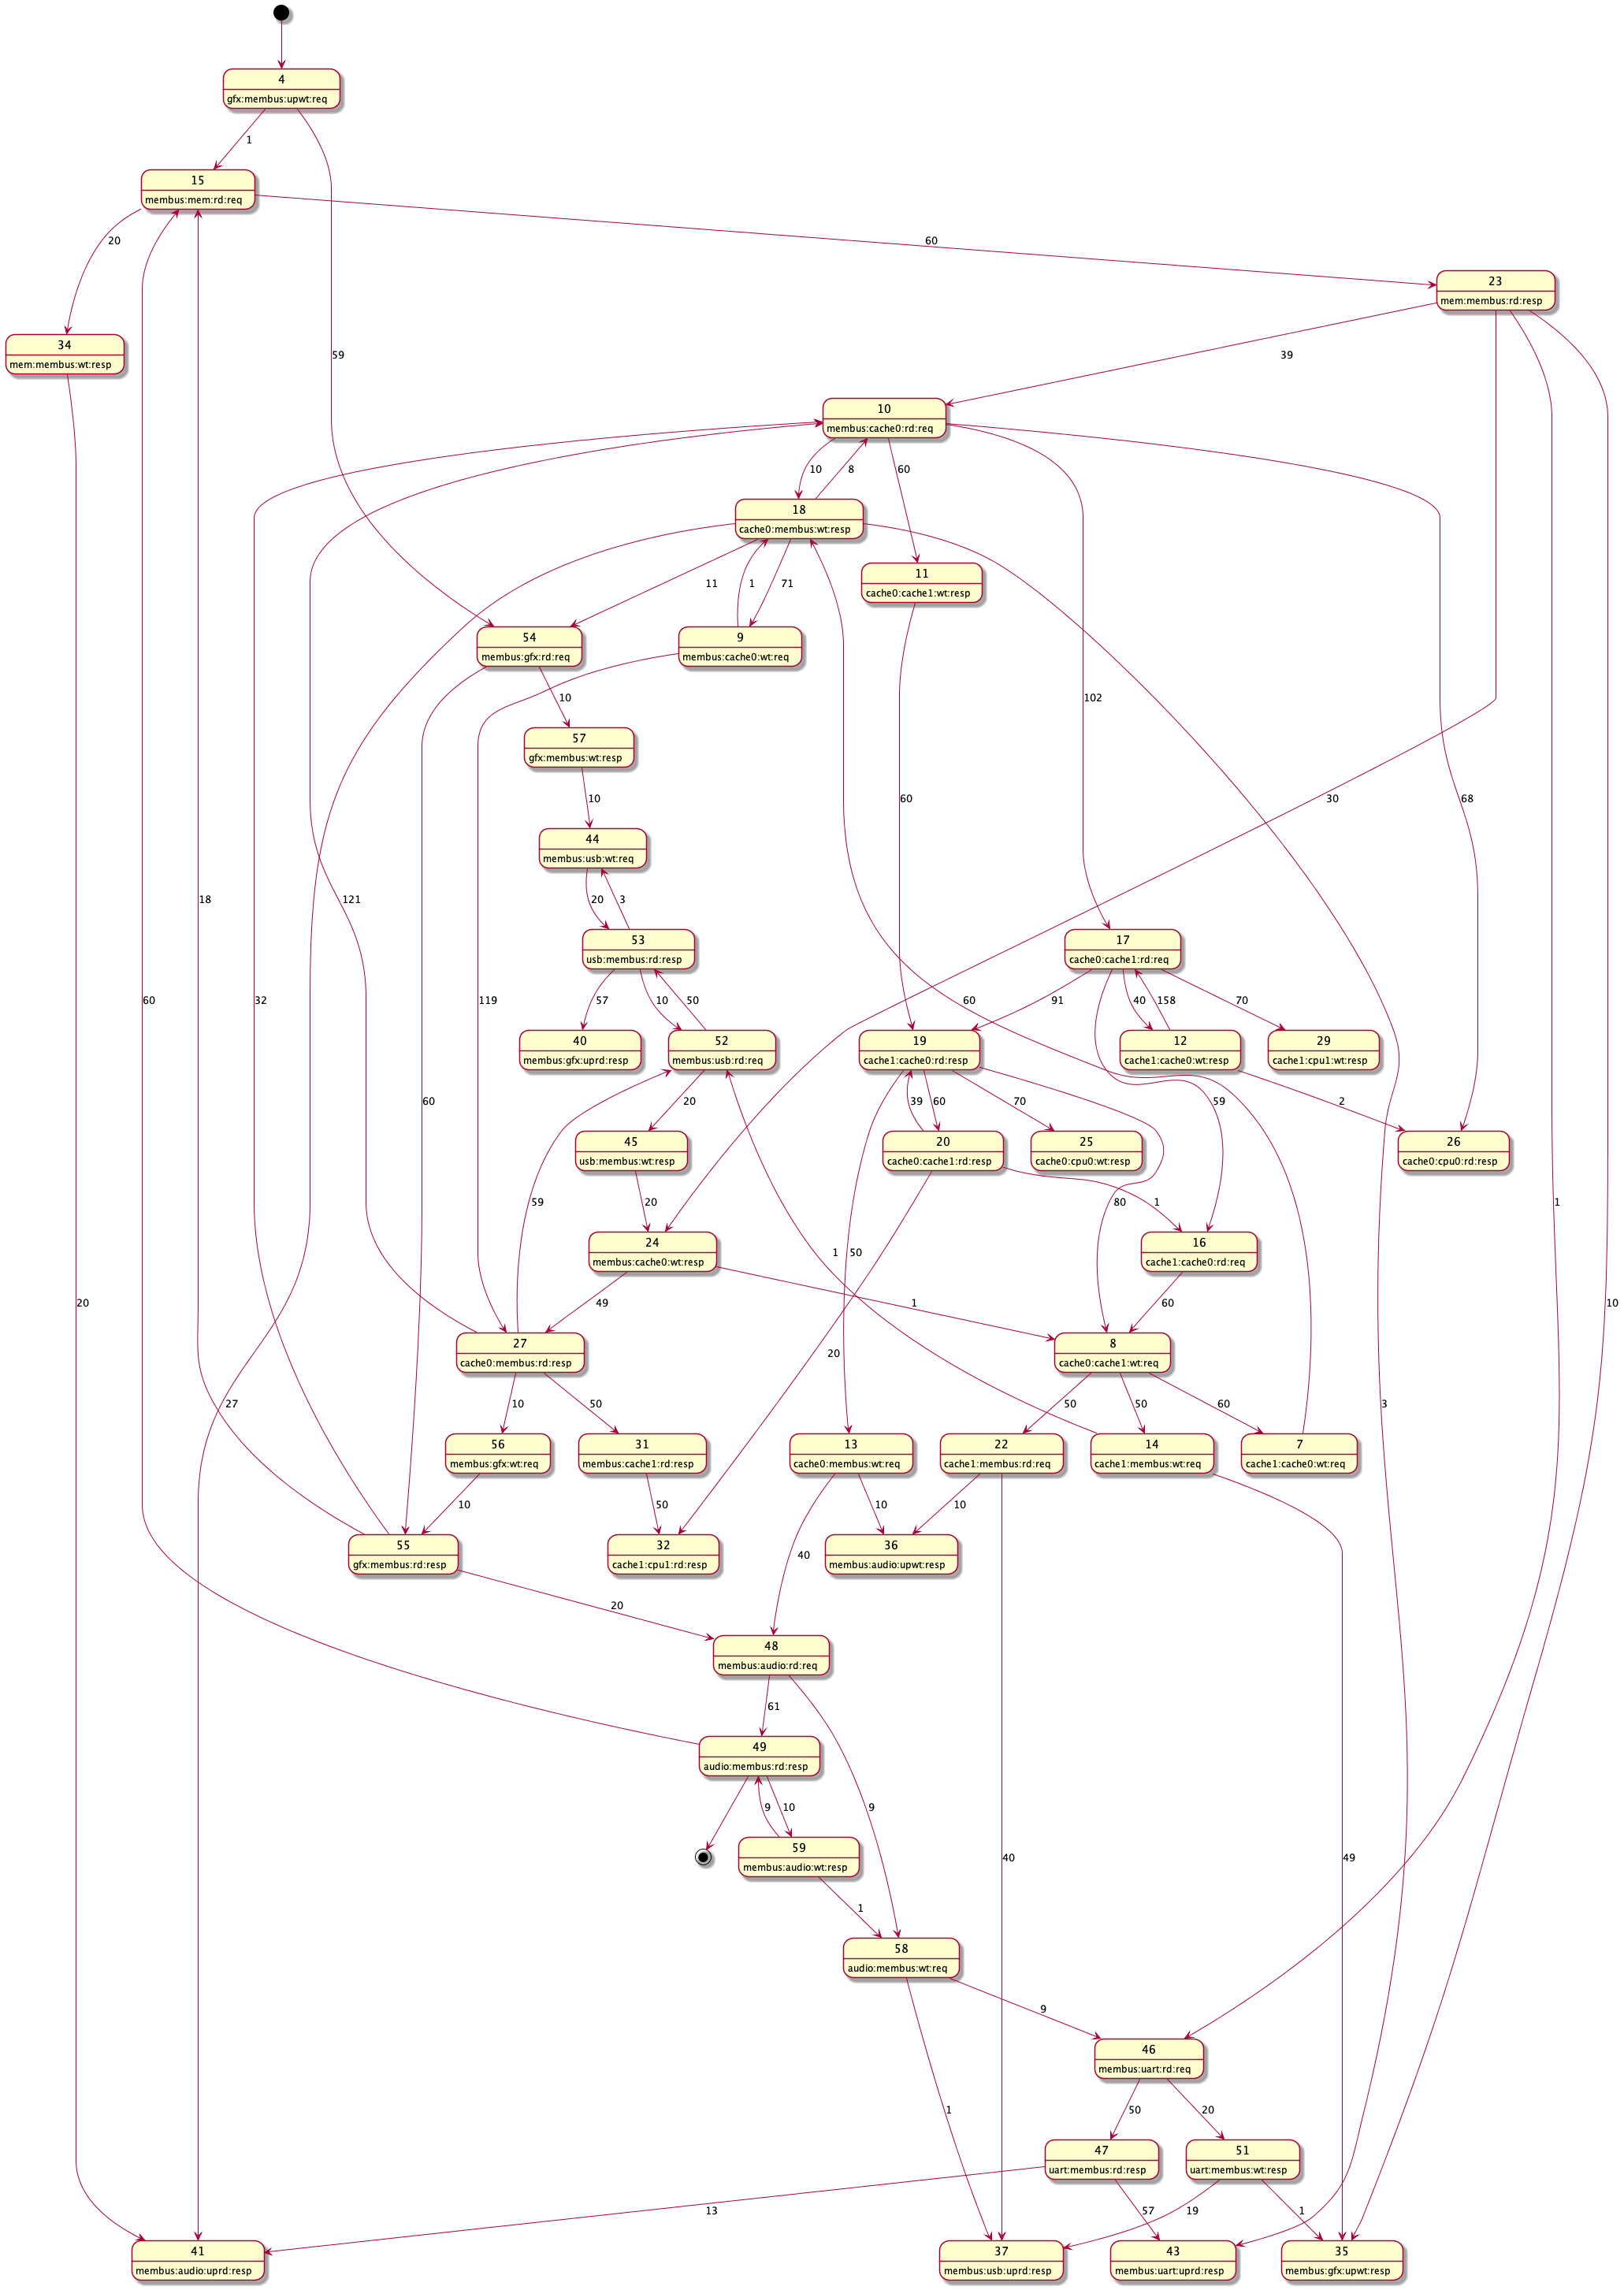 4
gfx:membus:upwt:req
1
15
membus:mem:rd:req
20
60
23
mem:membus:rd:resp
34
mem:membus:wt:resp
59
39
10
membus:cache0:rd:req
10
8
60
18
cache0:membus:wt:resp
11
cache0:cache1:wt:resp
11
1
71
54
membus:gfx:rd:req
9
membus:cache0:wt:req
10
102
57
gfx:membus:wt:resp
10
60
30
68
44
membus:usb:wt:req
18
121
20
3
53
usb:membus:rd:resp
17
cache0:cache1:rd:req
60
32
119
57
10
50
60
91
40
158
70
40
membus:gfx:uprd:resp
52
membus:usb:rd:req
19
cache1:cache0:rd:resp
12
cache1:cache0:wt:resp
29
cache1:cpu1:wt:resp
60
20
39
60
70
59
2
45
usb:membus:wt:resp
20
cache0:cache1:rd:resp
25
cache0:cpu0:wt:resp
26
cache0:cpu0:rd:resp
59
20
80
1
1
24
membus:cache0:wt:resp
16
cache1:cache0:rd:req
1
50
20
49
1
60
10
27
cache0:membus:rd:resp
8
cache0:cache1:wt:req
20
27
10
50
50
50
60
3
56
membus:gfx:wt:req
31
membus:cache1:rd:resp
13
cache0:membus:wt:req
22
cache1:membus:rd:req
14
cache1:membus:wt:req
7
cache1:cache0:wt:req
10
50
10
10
55
gfx:membus:rd:resp
32
cache1:cpu1:rd:resp
36
membus:audio:upwt:resp
40
20
48
membus:audio:rd:req
61
49
audio:membus:rd:resp
9
10
9
59
membus:audio:wt:resp
40
49
1
58
audio:membus:wt:req
9
46
membus:uart:rd:req
1
50
20
47
uart:membus:rd:resp
51
uart:membus:wt:resp
13
57
19
1
41
membus:audio:uprd:resp
37
membus:usb:uprd:resp
43
membus:uart:uprd:resp
35
membus:gfx:upwt:resp